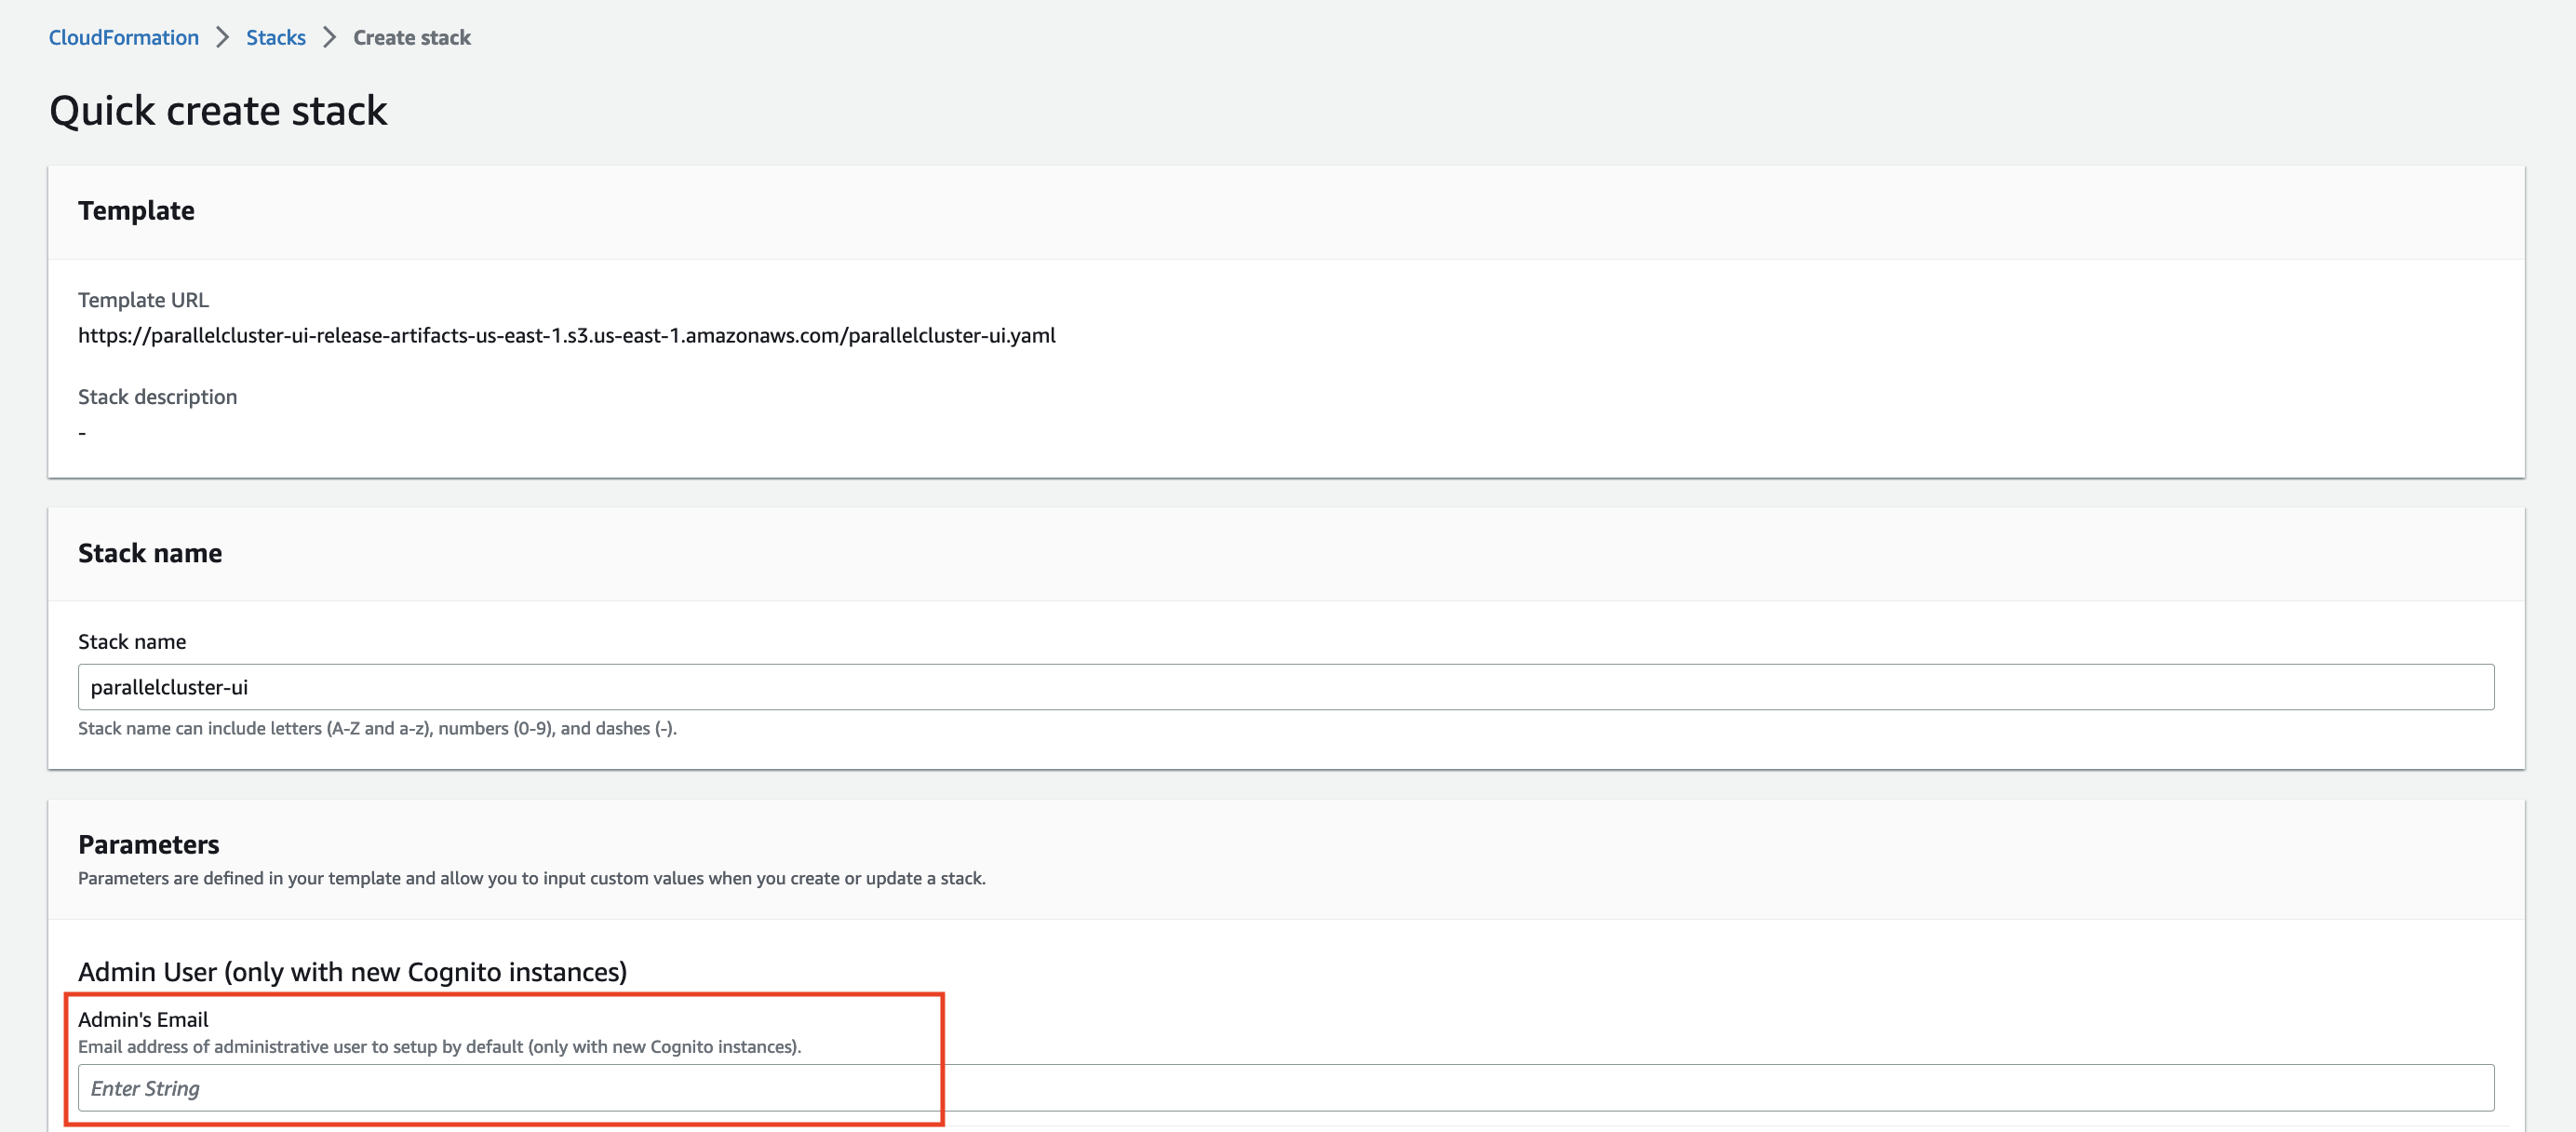 CloudFormation > Stacks > Create stack
Quick create stack
Template
Template URL
https://parallelcluster-ui-release-artifacts-us-east-1.s3.us-east-1.amazonaws.com/parallelcluster-ui.yaml
Stack description
-
Stack name
Stack name
parallelcluster-ui
Stack name can include letters (A-Z and a-z), numbers (0-9), and dashes (-).
Parameters
Parameters are defined in your template and allow you to input custom values when you create or update a stack.
Admin User (only with new Cognito instances)
Admin's Email
Email address of administrative user to setup by default (only with new Cognito instances).
Enter String